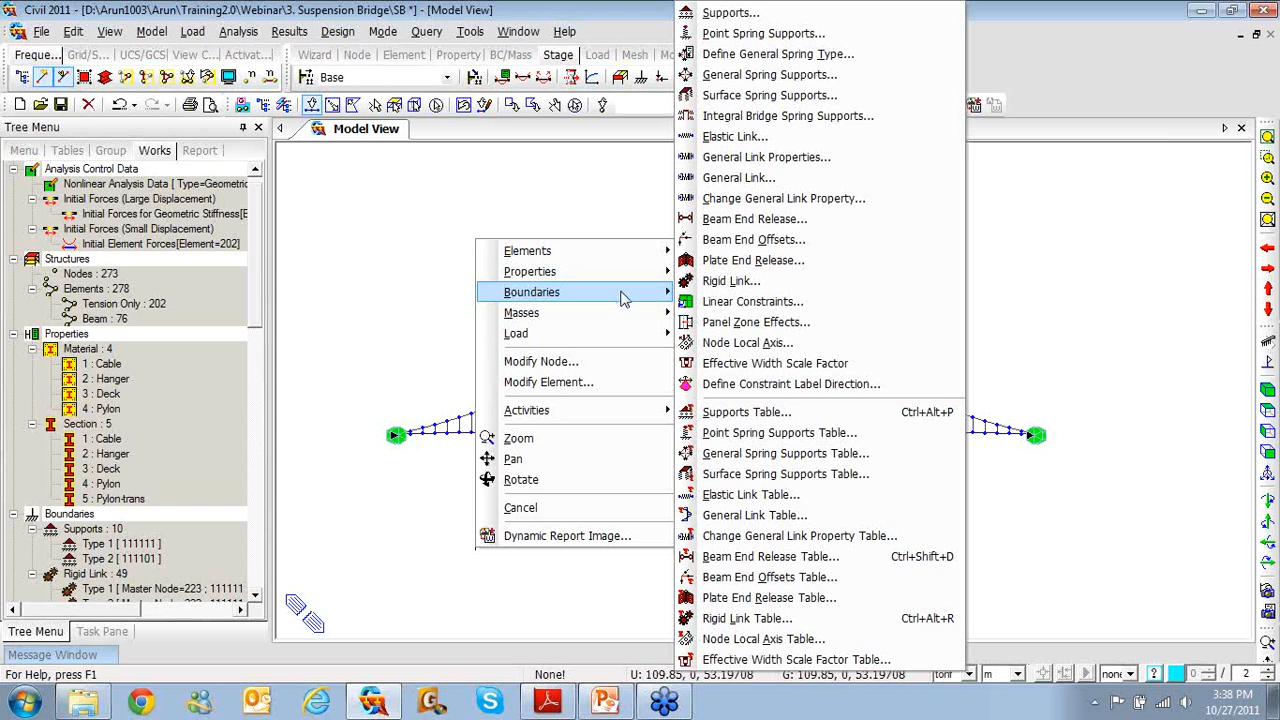 Civil 2011 - [D:\Arun1003\Arun\Training2.0\Webinar\3. Suspension Bridge\SB *] - [Model View]
File Edit View Model Load Analysis Results Design Mode Query Tools Window Help
Freque... Grid/S... UCS/GCS View C... Activat... Wizard Node Element Property BC/Mass Stage Load Mesh
Base
Tree Menu
Model View
Menu Tables Group Works Report
Analysis Control Data
Nonlinear Analysis Data [ Type=Geometric
Initial Forces (Large Displacement)
Initial Forces for Geometric Stiffness[E
Initial Forces (Small Displacement)
Initial Element Forces[Element=202]
Structures
Nodes : 273
Elements : 278
Tension Only : 202
Beam : 76
Properties
Material : 4
1 : Cable
2 : Hanger
3 : Deck
4 : Pylon
Section : 5
1 : Cable
2 : Hanger
3 : Deck
4 : Pylon
5 : Pylon-trans
Boundaries
Supports : 10
Type 1 [ 111111 ]
Type 2 [ 111101 ]
Rigid Link : 49
Type 1 [ Master Node=223 ; 111111
Tree Menu Task Pane
Message Window
For Help, press F1
Elements
Properties
Boundaries
Masses
Load
Modify Node...
Modify Element...
Activities
Zoom
Pan
Rotate
Cancel
Dynamic Report Image...
Supports...
Point Spring Supports...
Define General Spring Type...
General Spring Supports...
Surface Spring Supports...
Integral Bridge Spring Supports...
Elastic Link...
General Link Properties...
General Link...
Change General Link Property...
Beam End Release...
Beam End Offsets...
Plate End Release...
Rigid Link...
Linear Constraints...
Panel Zone Effects...
Node Local Axis...
Effective Width Scale Factor
Define Constraint Label Direction...
Supports Table... Ctrl+Alt+P
Point Spring Supports Table...
General Spring Supports Table...
Surface Spring Supports Table...
Elastic Link Table...
General Link Table...
Change General Link Property Table...
Beam End Release Table... Ctrl+Shift+D
Beam End Offsets Table...
Plate End Release Table...
Rigid Link Table... Ctrl+Alt+R
Node Local Axis Table...
Effective Width Scale Factor Table...
None: U: 109.85, 0, 53.19708 G: 109.85, 0, 53.19708 tonf m non 0 / 2
3:38 PM
10/27/2011